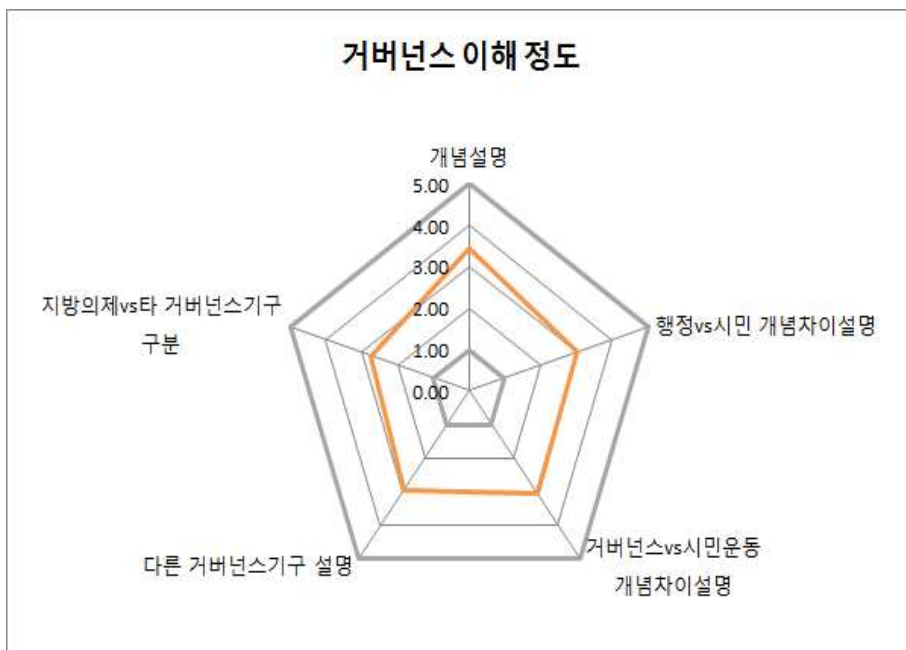 거버넌스 이해 정도
개념설명
5.00
4.00
3.00
2.00
1.00
0.00
행정vs시민 개념차이설명
거버넌스vs시민운동
개념차이설명
다른 거버넌스기구 설명
지방의제vs타 거버넌스기구
구분